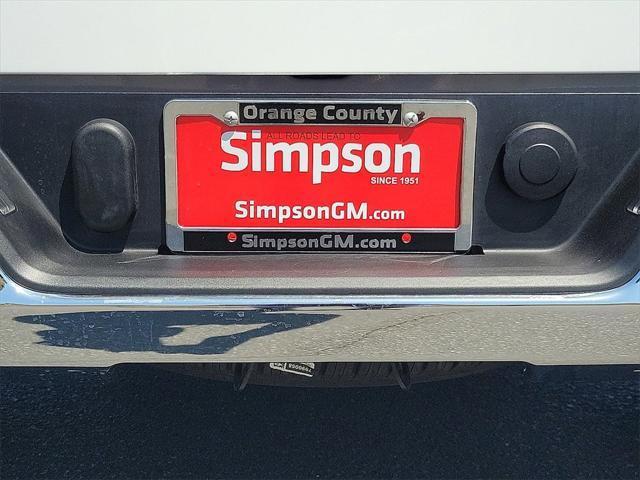 Orange County
ALL ROADS LEAD TO
Simpson
SINCE 1951
SimpsonGM.com
SimpsonGM.com